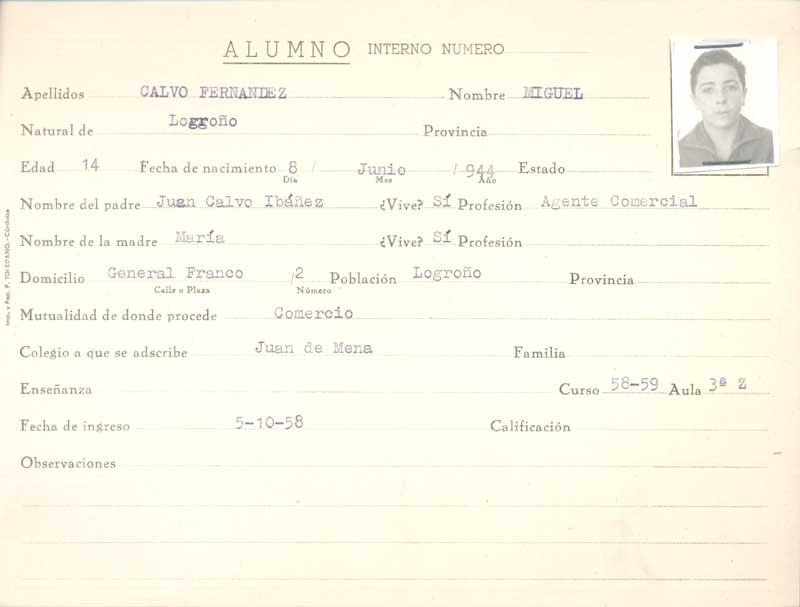 ALUMNO INTERNO NUMERO
Apellidos CALVO FERNANDEZ Nombre MIGUEL
Natural de Logroño Provincia
Edad 14 Fecha de nacimiento 8 / Junio / 944 Estado
Día Mes Año
Nombre del padre Juan Calvo Ibáñez ¿Vive? Sí Profesión Agente Comercial
Nombre de la madre María ¿Vive? Sí Profesión
Domicilio General Franco /2 Población Logroño Provincia
Calle o Plaza Número
Mutualidad de donde procede Comercio
Colegio a que se adscribe Juan de Mena Familia
Enseñanza Curso 58-59 Aula 3ª Z
Fecha de ingreso 5-10-58 Calificación
Observaciones
Imp. y Pap. F. TOLEDANO.-Córdoba